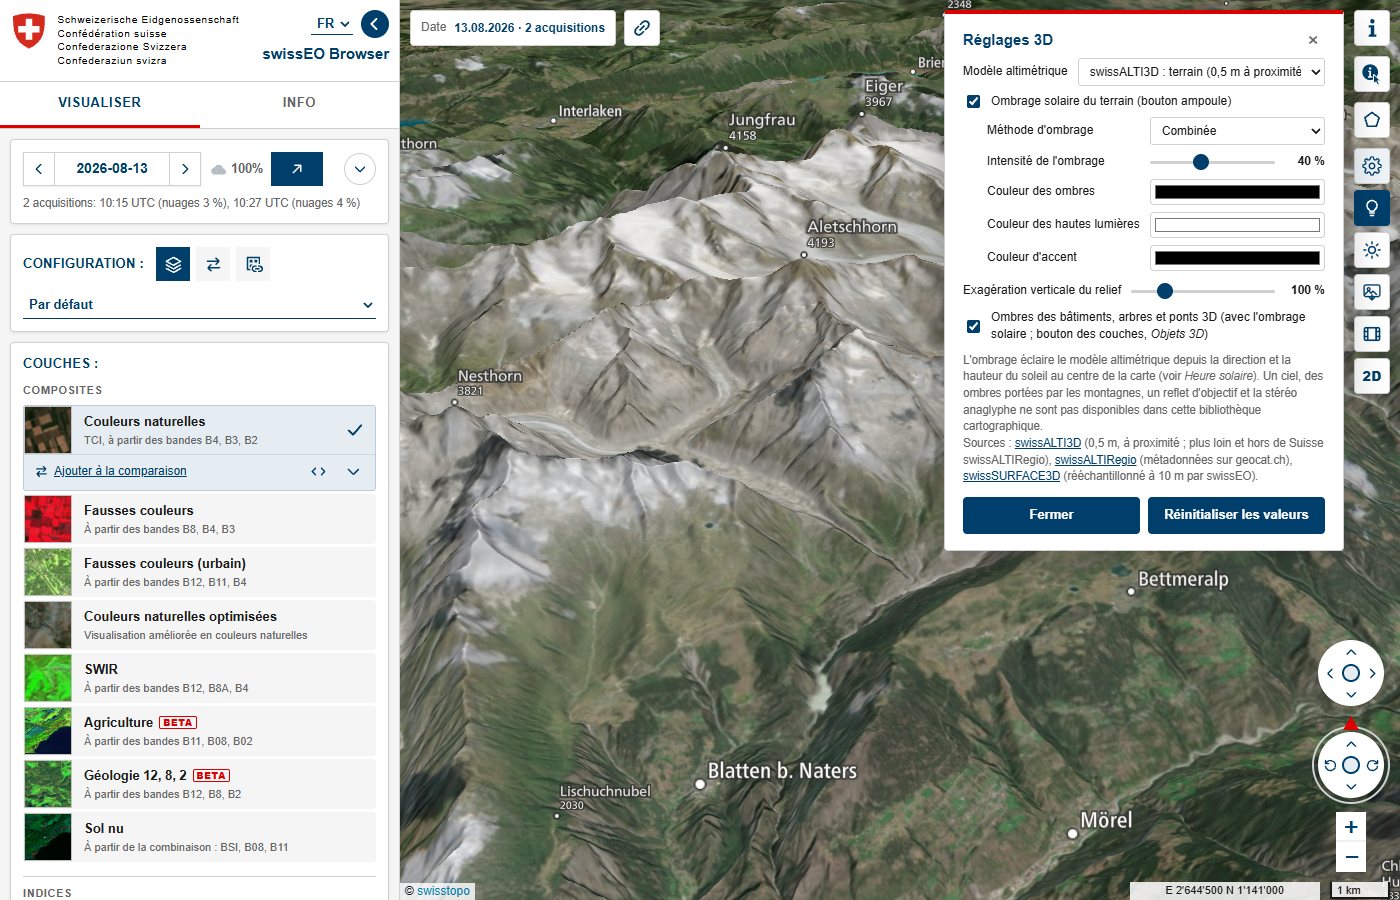 Schweizerische Eidgenossenschaft
Confédération suisse
Confederazione Svizzera
Confederaziun svizra
FR
swissEO Browser
VISUALISER
INFO
2026-08-13
100%
2 acquisitions: 10:15 UTC (nuages 3 %), 10:27 UTC (nuages 4 %)
CONFIGURATION :
Par défaut
COUCHES :
COMPOSITES
Couleurs naturelles
TCI, à partir des bandes B4, B3, B2
Ajouter à la comparaison
Fausses couleurs
À partir des bandes B8, B4, B3
Fausses couleurs (urbain)
À partir des bandes B12, B11, B4
Couleurs naturelles optimisées
Visualisation améliorée en couleurs naturelles
SWIR
À partir des bandes B12, B8A, B4
Agriculture BETA
À partir des bandes B11, B08, B02
Géologie 12, 8, 2 BETA
À partir des bandes B12, B8, B2
Sol nu
À partir de la combinaison : BSI, B08, B11
INDICES
Date 13.08.2026 · 2 acquisitions
2348
Brier
Eiger
3967
Interlaken
Jungfrau
4158
thorn
Aletschhorn
4193
Nesthorn
3821
Bettmeralp
Blatten b. Naters
Lischuchnubel
2030
Mörel
Réglages 3D
×
Modèle altimétrique
swissALTI3D : terrain (0,5 m à proximité
Ombrage solaire du terrain (bouton ampoule)
Méthode d'ombrage
Combinée
Intensité de l'ombrage
40 %
Couleur des ombres
Couleur des hautes lumières
Couleur d'accent
Exagération verticale du relief
100 %
Ombres des bâtiments, arbres et ponts 3D (avec l'ombrage
solaire ; bouton des couches, Objets 3D)
L'ombrage éclaire le modèle altimétrique depuis la direction et la
hauteur du soleil au centre de la carte (voir Heure solaire). Un ciel, des
ombres portées par les montagnes, un reflet d'objectif et la stéréo
anaglyphe ne sont pas disponibles dans cette bibliothèque
cartographique.
Sources : swissALTI3D (0,5 m, à proximité ; plus loin et hors de Suisse
swissALTIRegio), swissALTIRegio (métadonnées sur geocat.ch),
swissSURFACE3D (rééchantillonné à 10 m par swissEO).
Fermer
Réinitialiser les valeurs
2D
+
−
© swisstopo
E 2'644'500 N 1'141'000
1 km